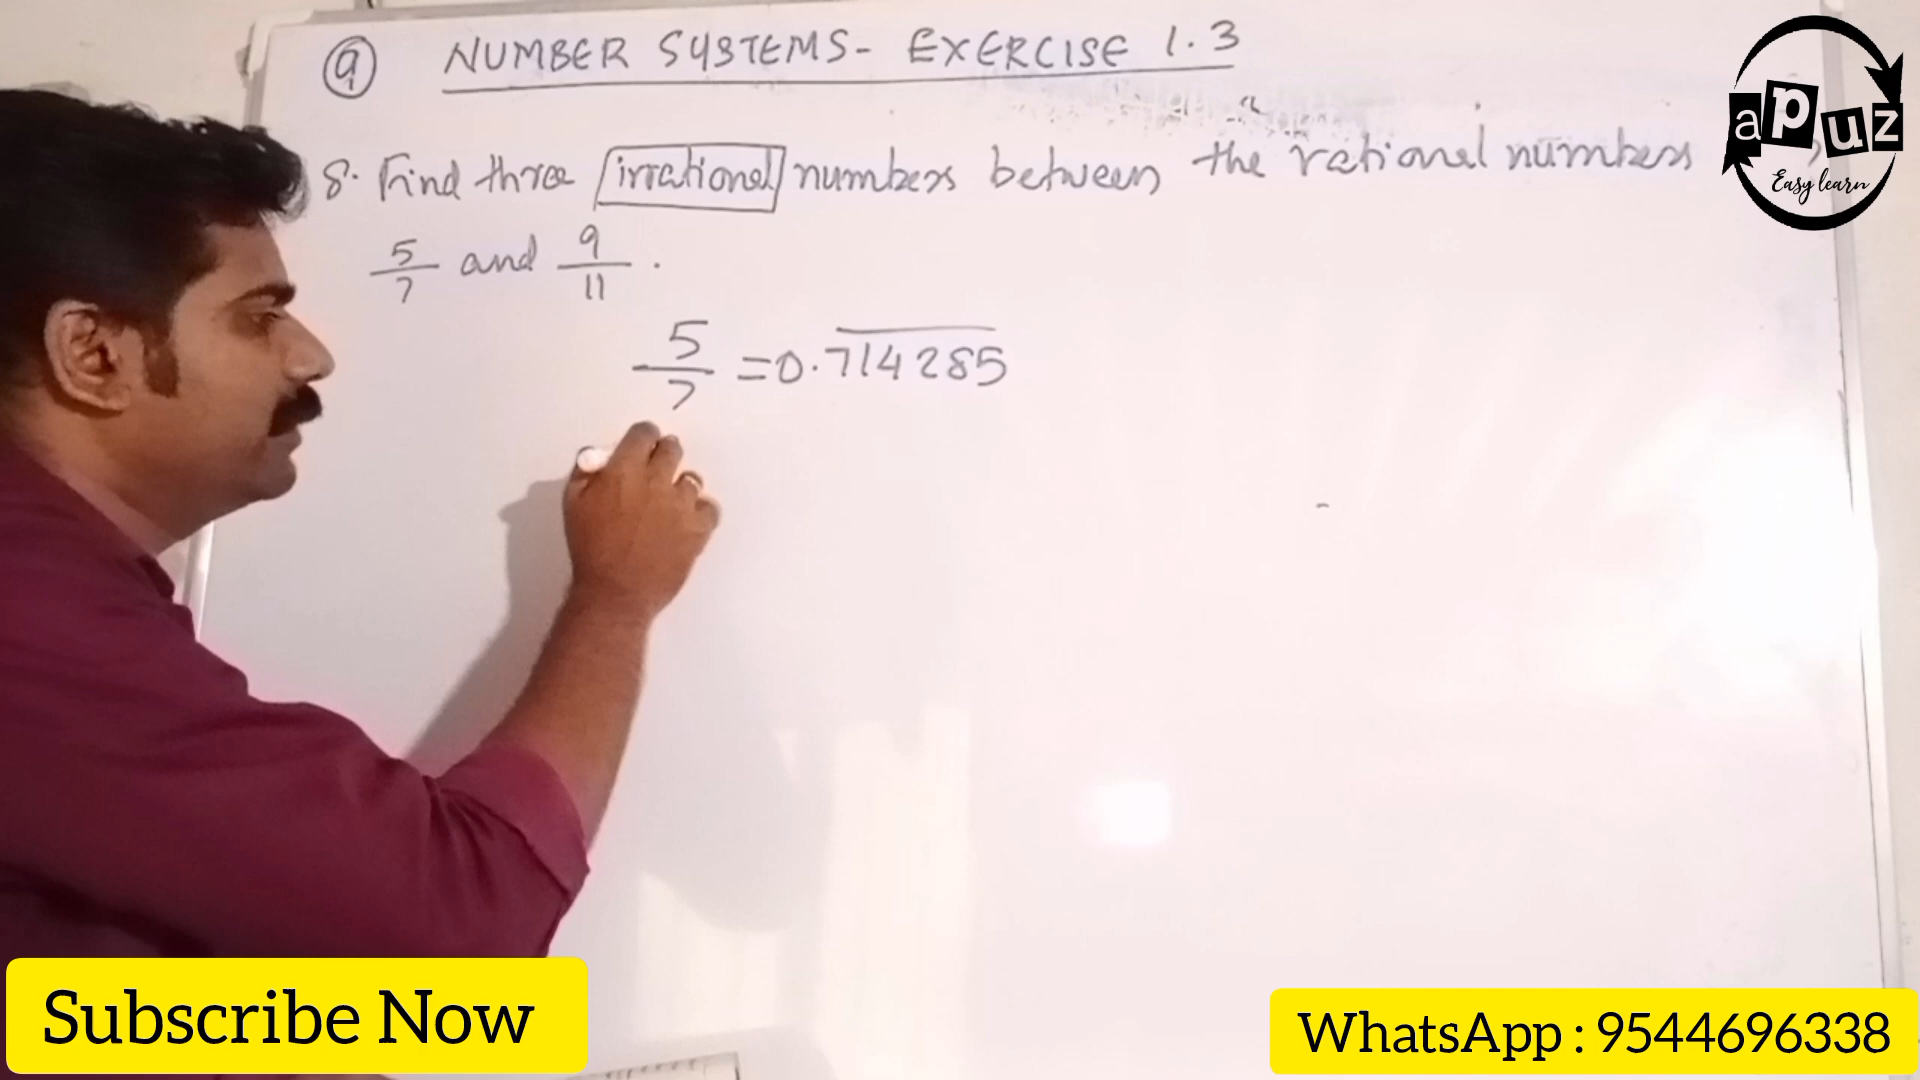 9 NUMBER SYSTEMS- EXERCISE 1.3
8. Find three irrational numbers between the rational numbers
5/7 and 9/11.
5/7 = 0.714285
apuz
Easy learn
Subscribe Now
WhatsApp : 9544696338